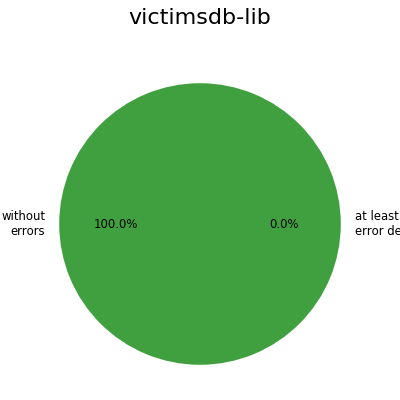 victimsdb-lib
without
errors
100.0%
0.0%
at least
error de